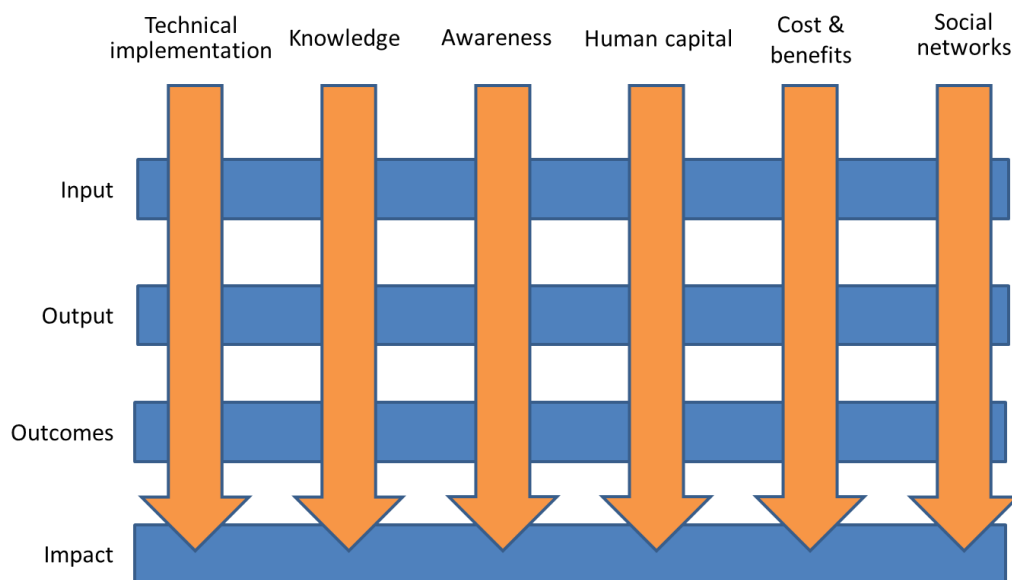 Technical
implementation
Knowledge
Awareness
Human capital
Cost &
benefits
Social
networks
Input
Output
Outcomes
Impact